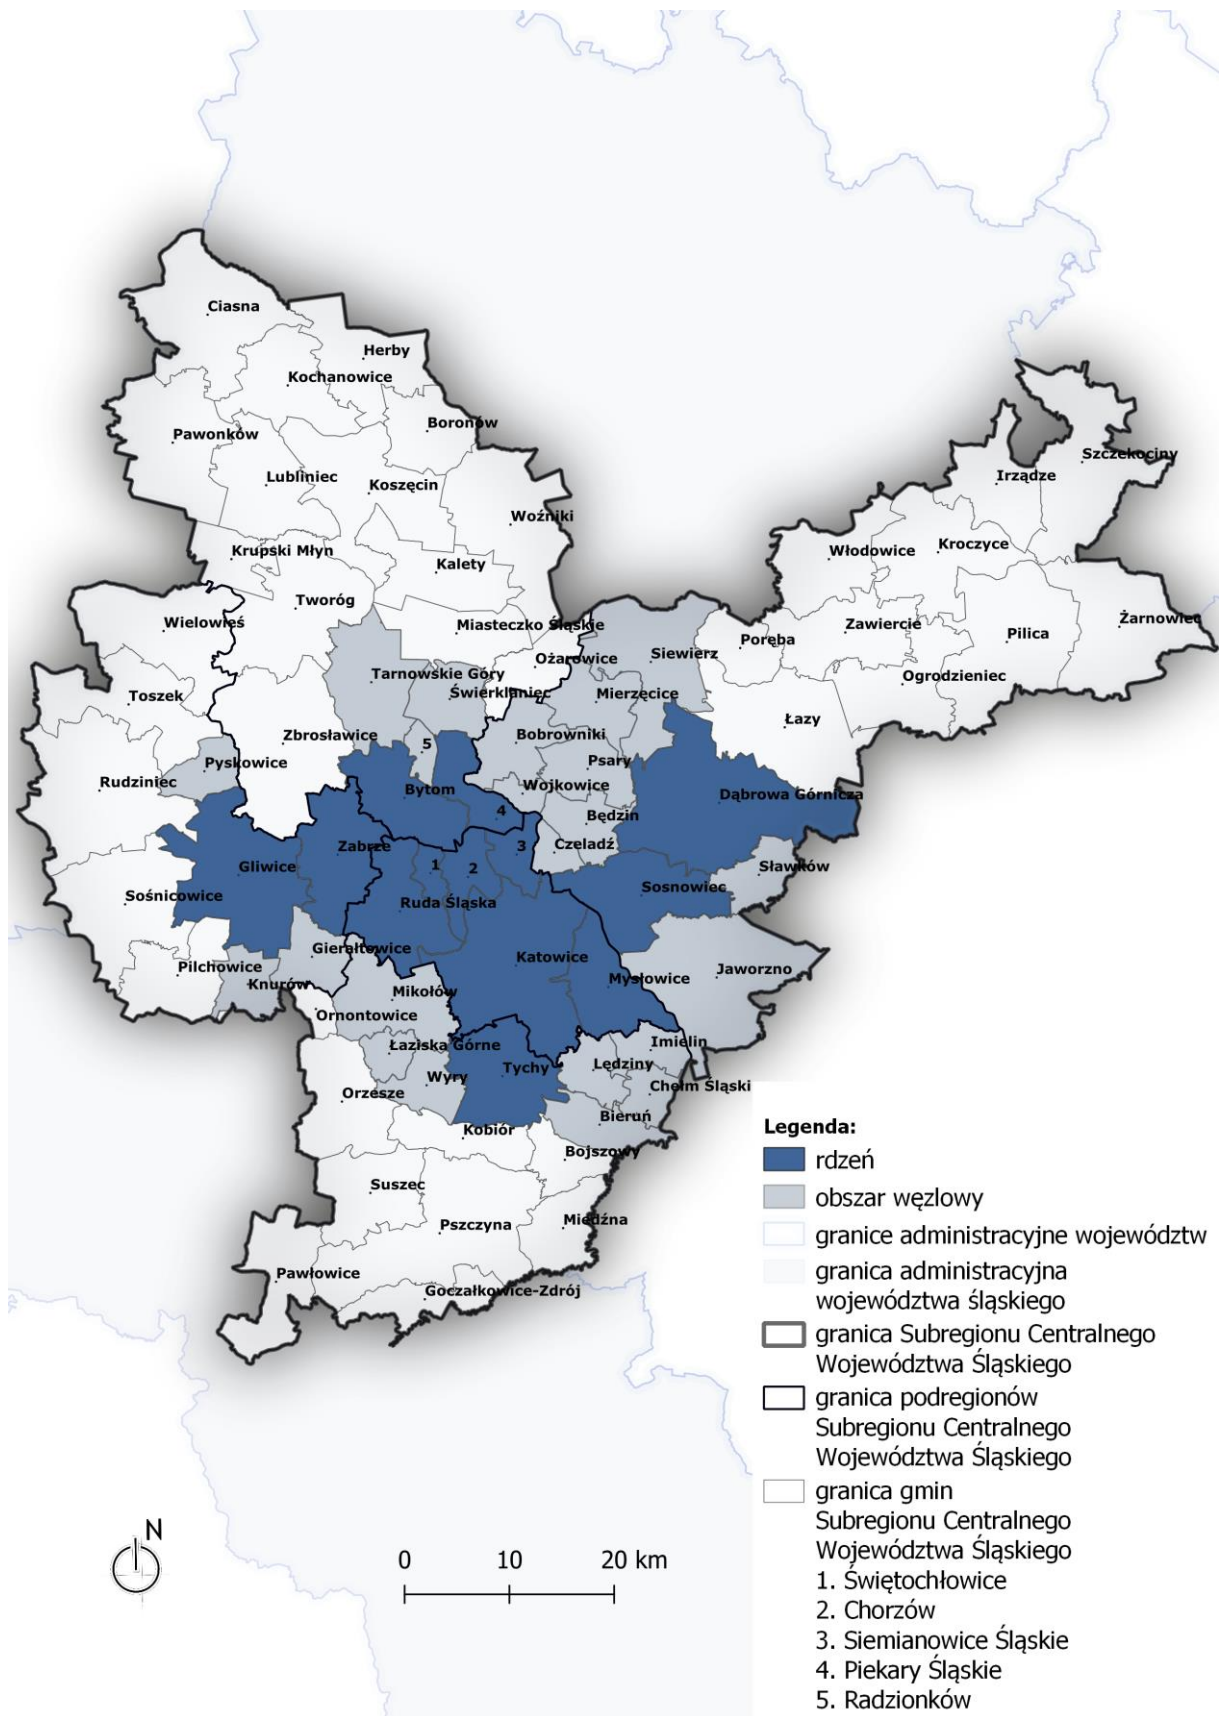 Ciasna
Herby
Kochanowice
Boronów
Pawonków
Szczekociny
Lubliniec
Irządze
Koszęcin
Woźniki
Kroczyce
Krupski Młyn
Włodowice
Kalety
Tworóg
Wielowieś
Miasteczko Śląskie
Zawiercie
Żarnowiec
Poręba
Pilica
Siewierz
Ożarowice
Tarnowskie Góry
Ogrodzieniec
Świerklaniec
Mierzęcice
Toszek
Łazy
Zbrosławice
Bobrowniki
5
Pyskowice
Psary
Rudziniec
Wojkowice
Bytom
Dąbrowa Górnicza
4
Będzin
Zabrze
3
Czeladź
1
2
Gliwice
Sławków
Sosnowiec
Sośnicowice
Ruda Śląska
Gierałtowice
Katowice
Pilchowice
Jaworzno
Knurów
Mysłowice
Mikołów
Ornontowice
Imielin
Łaziska Górne
Lędziny
Tychy
Wyry
Chełm Śląski
Orzesze
Bieruń
Kobiór
Bojszowy
Suszec
Miedźna
Pszczyna
Pawłowice
Goczałkowice-Zdrój
Legenda:
rdzeń
obszar węzłowy
granice administracyjne województw
granica administracyjna
województwa śląskiego
granica Subregionu Centralnego
Województwa Śląskiego
granica podregionów
Subregionu Centralnego
Województwa Śląskiego
granica gmin
Subregionu Centralnego
Województwa Śląskiego
1. Świętochłowice
2. Chorzów
3. Siemianowice Śląskie
4. Piekary Śląskie
5. Radzionków
N
0 10 20 km